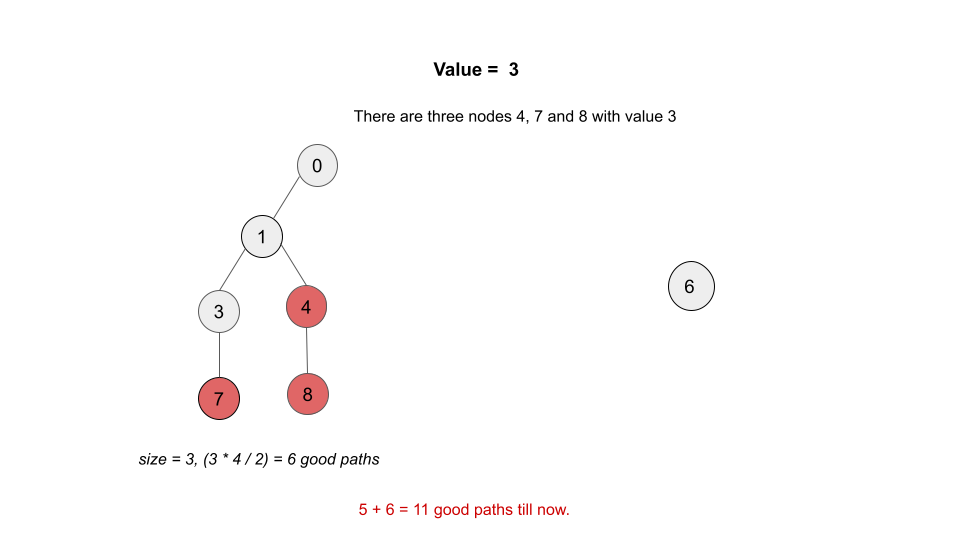 Value = 3
There are three nodes 4, 7 and 8 with value 3
0
1
6
3
4
7
8
size = 3, (3 * 4 / 2) = 6 good paths
5 + 6 = 11 good paths till now.